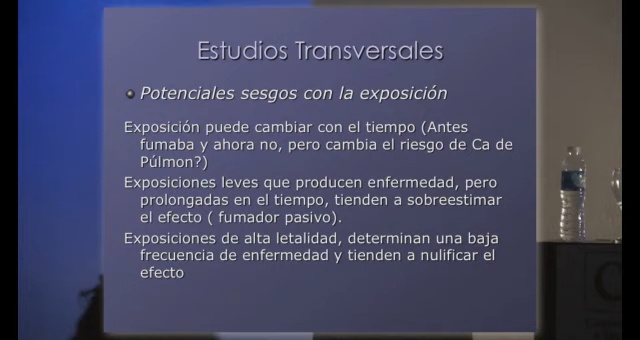 Estudios Transversales
Potenciales sesgos con la exposición
Exposición puede cambiar con el tiempo (Antes
fumaba y ahora no, pero cambia el riesgo de Ca de
Púlmon?)
Exposiciones leves que producen enfermedad, pero
prolongadas en el tiempo, tienden a sobreestimar
el efecto ( fumador pasivo).
Exposiciones de alta letalidad, determinan una baja
frecuencia de enfermedad y tienden a nulificar el
efecto